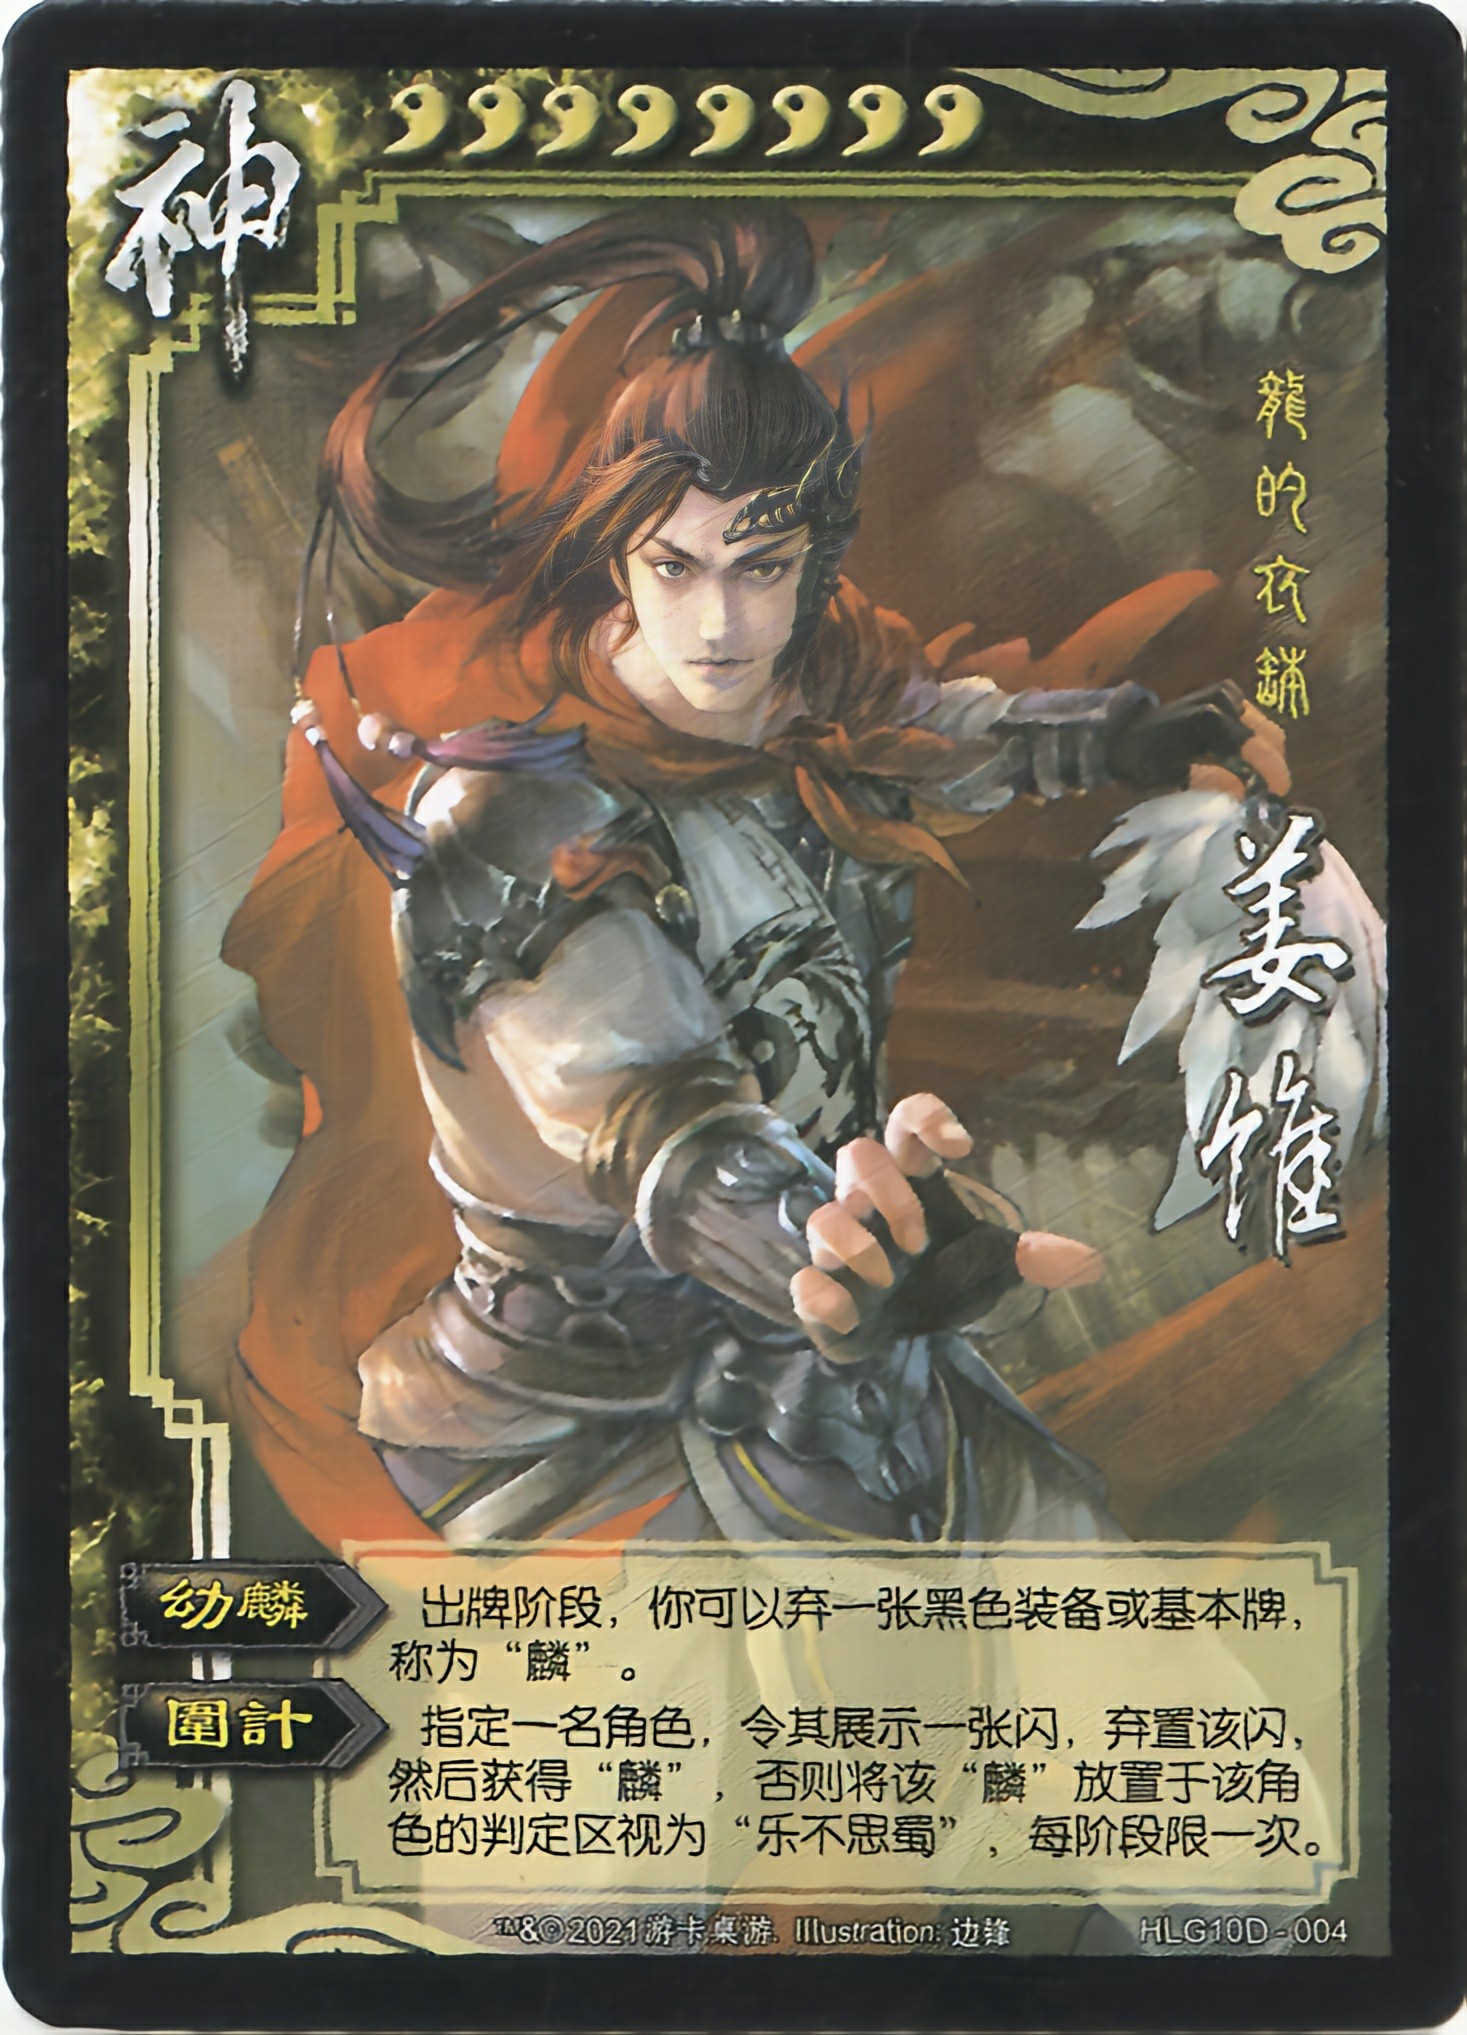 神
龍的衣鉢
姜维
幼麟
出牌阶段，你可以弃一张黑色装备或基本牌，
称为“麟”。
圍計
指定一名角色，令其展示一张闪，弃置该闪，
然后获得“麟”，否则将该“麟”放置于该角
色的判定区视为“乐不思蜀”，每阶段限一次。
™&©2021游卡桌游. Illustration: 边锋
HLG10D-004